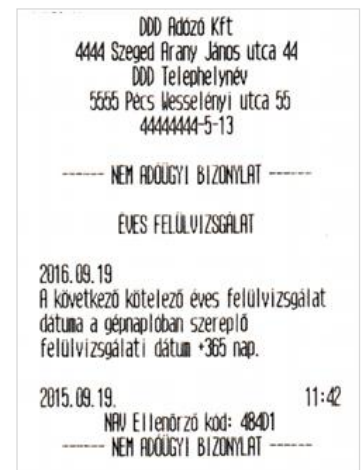 DDD Adózó Kft
4444 Szeged Arany János utca 44
DDD Telephelynév
5555 Pécs Wesselényi utca 55
44444444-5-13
------ NEM ADÓÜGYI BIZONYLAT ------
ÉVES FELÜLVIZSGÁLAT
2016.09.19
A következő kötelező éves felülvizsgálat
dátuma a gépnaplóban szereplő
felülvizsgálati dátum +365 nap.
2015.09.19. 11:42
NAV Ellenőrző kód: 484D1
------ NEM ADÓÜGYI BIZONYLAT ------